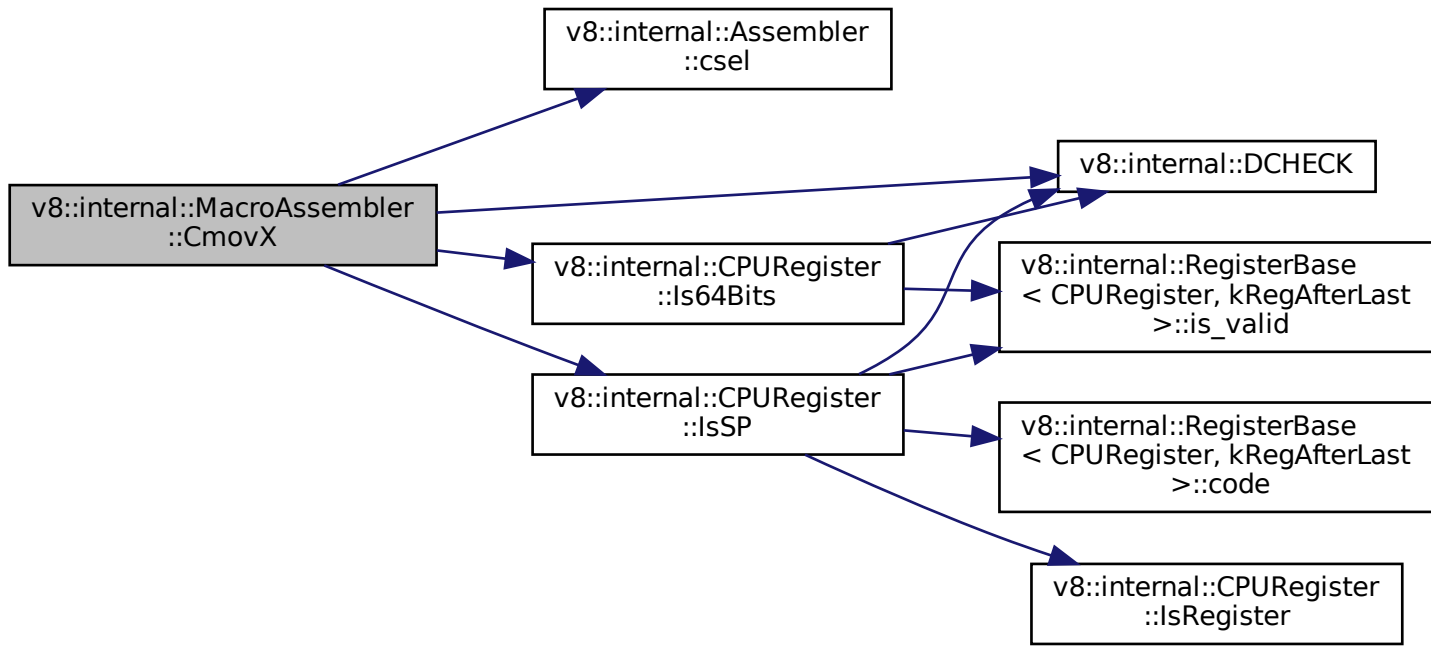 v8::internal::Assembler
::csel
v8::internal::MacroAssembler
::CmovX
v8::internal::DCHECK
v8::internal::CPURegister
::Is64Bits
v8::internal::RegisterBase
< CPURegister, kRegAfterLast
>::is_valid
v8::internal::CPURegister
::IsSP
v8::internal::RegisterBase
< CPURegister, kRegAfterLast
>::code
v8::internal::CPURegister
::IsRegister